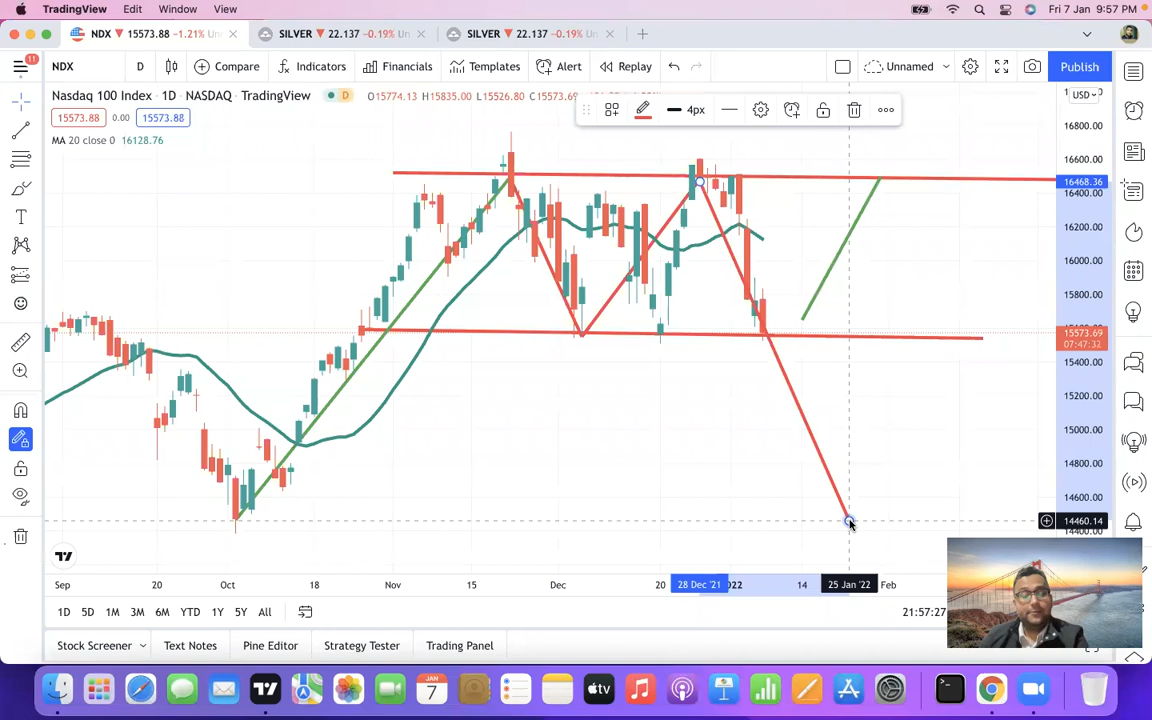 TradingView Edit Window View Fri 7 Jan 9:57 PM
NDX 15573.88 -1.21% SILVER 22.137 -0.19% SILVER 22.137 -0.19%
11
NDX D Compare Indicators Financials Templates Alert Replay Unnamed Publish
Nasdaq 100 Index · 1D · NASDAQ · TradingView D O15774.13 H15835.00 L15526.80
USD
4px
15573.88 0.00 15573.88
MA 20 close 0 16128.76
16800.00
16600.00
16468.36
16400.00
16200.00
16000.00
15800.00
15573.69
07:47:32
15400.00
15200.00
15000.00
14800.00
14600.00
14460.14
Sep 20 Oct 18 Nov 15 Dec 20 28 Dec '21 14 25 Jan '22 Feb
1D 5D 1M 3M 6M YTD 1Y 5Y All 21:57:27
Stock Screener Text Notes Pine Editor Strategy Tester Trading Panel
JAN
7
tv